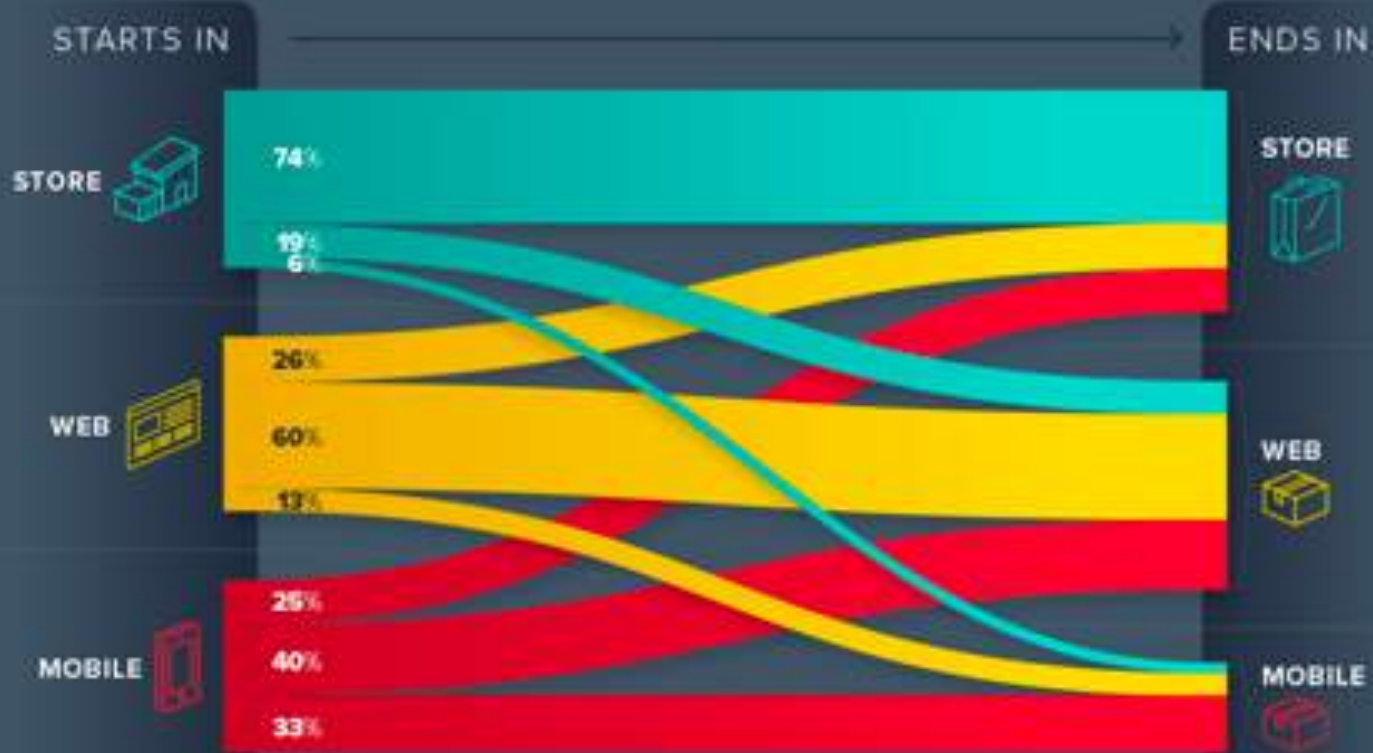 STARTS IN
ENDS IN
STORE
74%
19%
6%
STORE
WEB
26%
60%
13%
WEB
MOBILE
25%
40%
33%
MOBILE